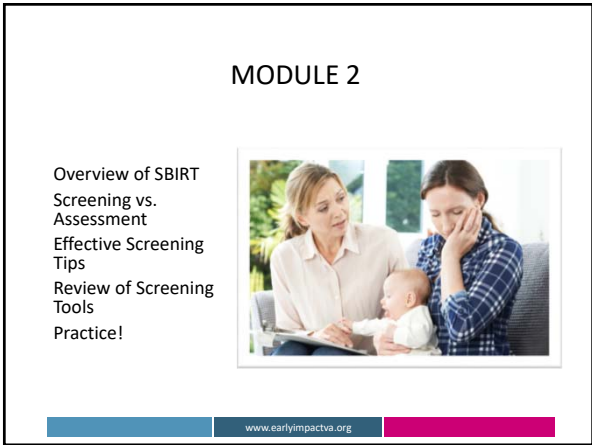 MODULE 2
Overview of SBIRT
Screening vs.
Assessment
Effective Screening
Tips
Review of Screening
Tools
Practice!
www.earlyimpactva.org